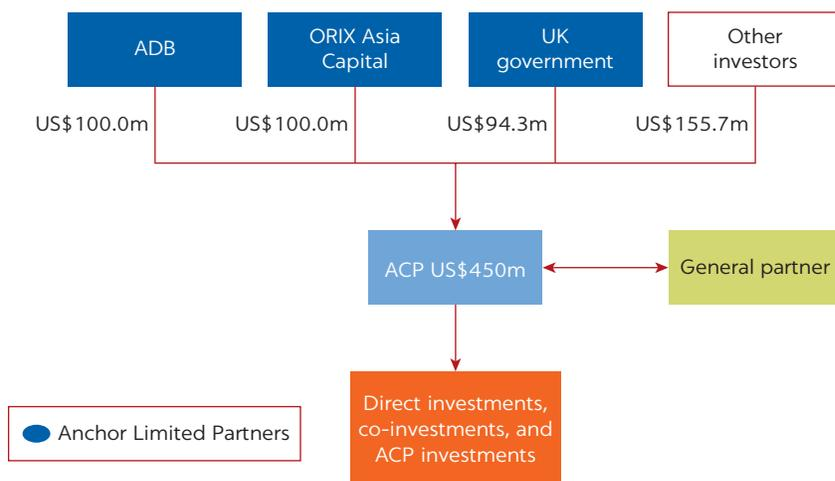 ADB
ORIX Asia
Capital
UK
government
Other
investors
US$100.0m
US$100.0m
US$94.3m
US$155.7m
ACP US$450m
General partner
Direct investments,
co-investments, and
ACP investments
Anchor Limited Partners